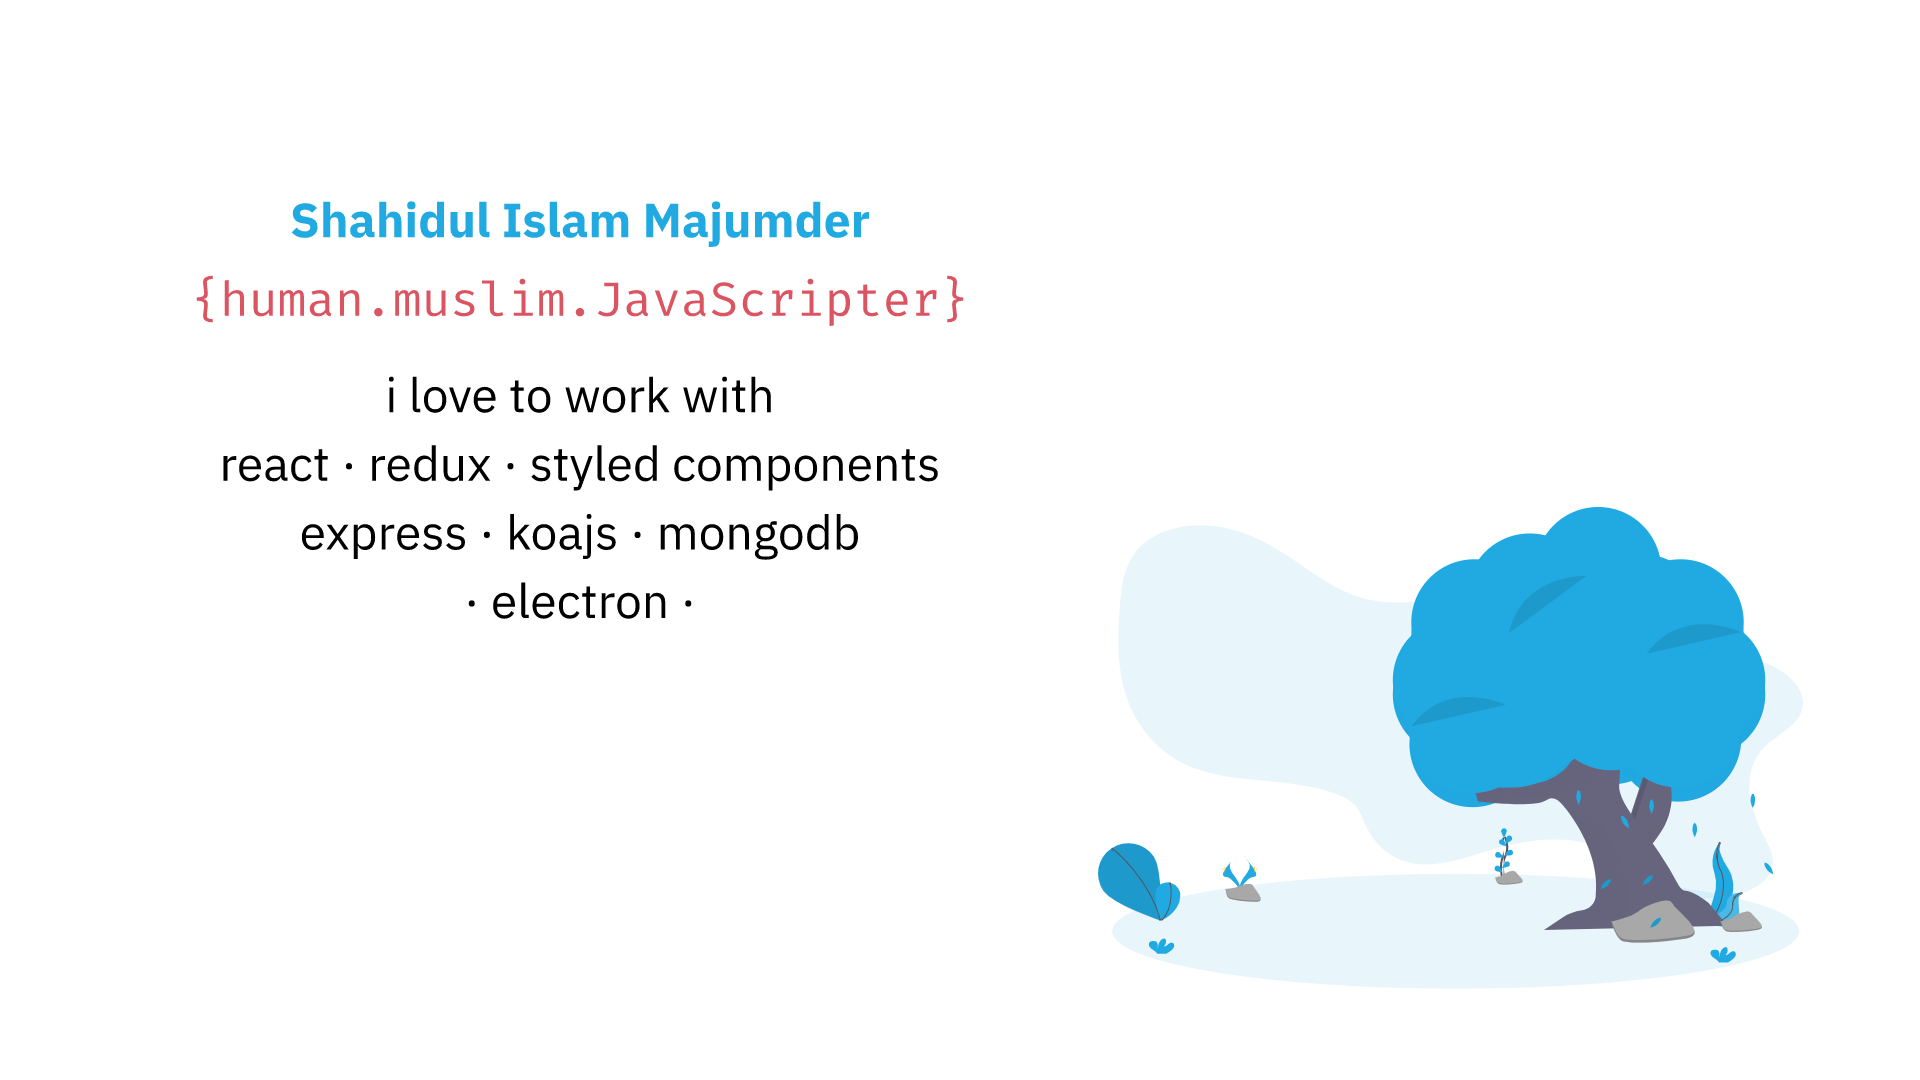 Shahidul Islam Majumder
{human.muslim.JavaScripter}
i love to work with
react · redux · styled components
express · koajs · mongodb
· electron ·